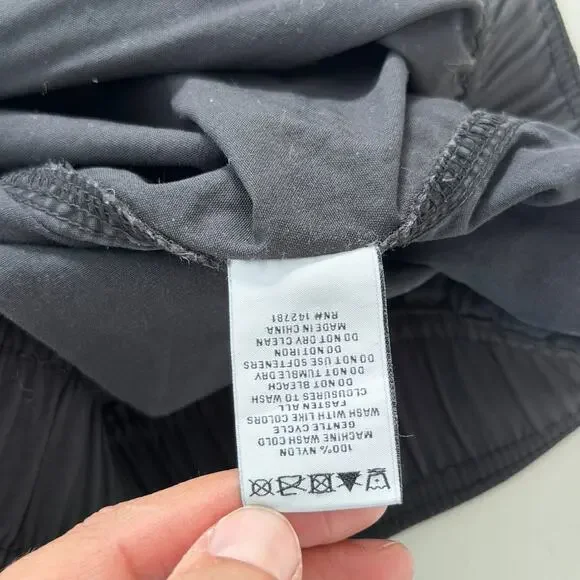 100% NYLON
MACHINE WASH COLD
GENTLE CYCLE
WASH WITH LIKE COLORS
FASTEN ALL
CLOUSURES TO WASH
DO NOT BLEACH
DO NOT TUMBLE DRY
DO NOT USE SOFTENERS
DO NOT IRON
DO NOT DRY CLEAN
MADE IN CHINA
RN# 142781